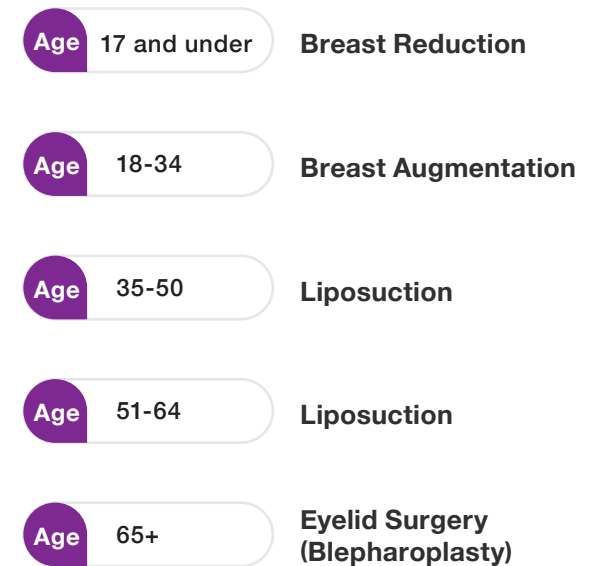 Age 17 and under Breast Reduction
Age 18-34 Breast Augmentation
Age 35-50 Liposuction
Age 51-64 Liposuction
Age 65+ Eyelid Surgery
(Blepharoplasty)